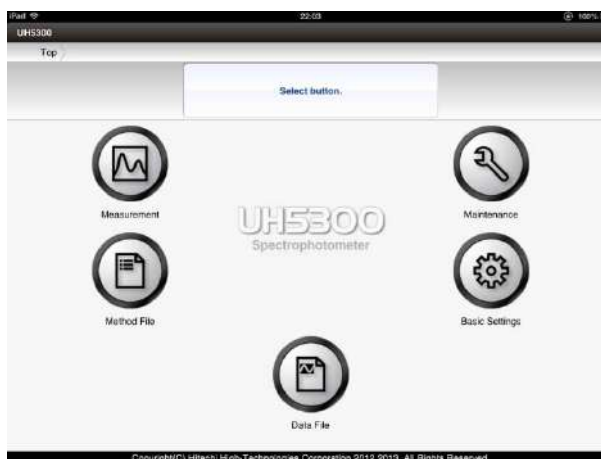 iPad 22:03 100%
UH5300
Top
Select button.
Measurement
Maintenance
UH5300
Spectrophotometer
Method File
Basic Settings
Data File
Copyright(C) Hitachi High-Technologies Corporation 2012,2013. All Rights Reserved.